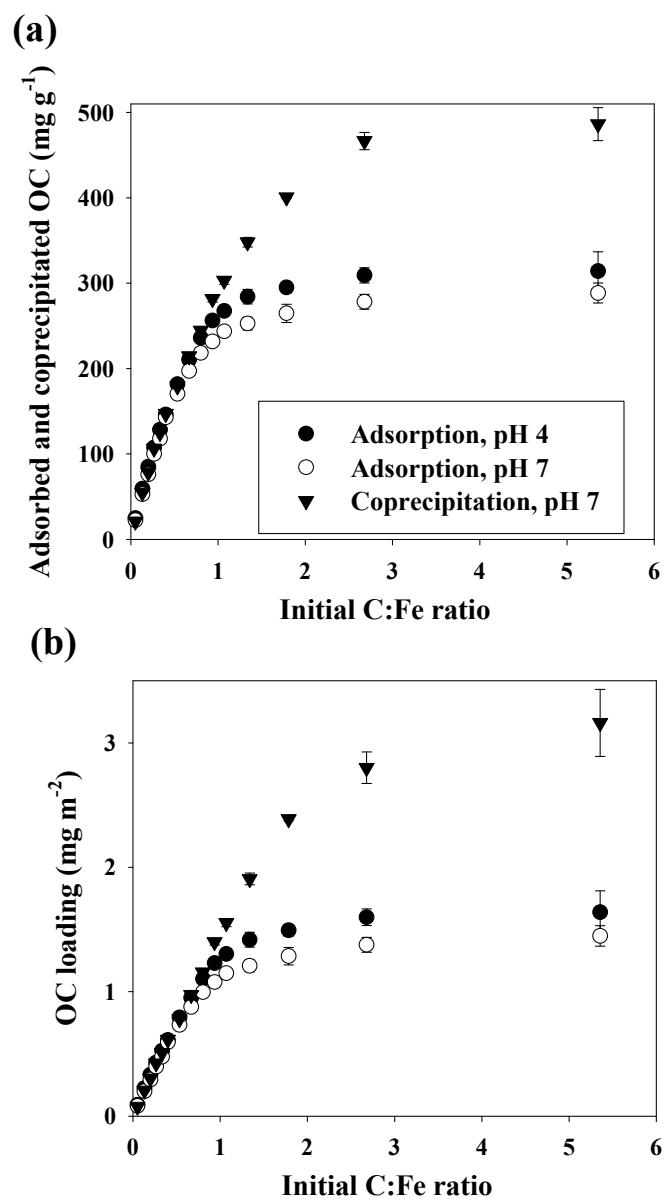 (a)
Adsorbed and coprecipitated OC (mg g⁻¹)
500
400
300
200
100
0
Adsorption, pH 4
Adsorption, pH 7
Coprecipitation, pH 7
0 1 2 3 4 5 6
Initial C:Fe ratio
(b)
OC loading (mg m⁻²)
3
2
1
0
0 1 2 3 4 5 6
Initial C:Fe ratio